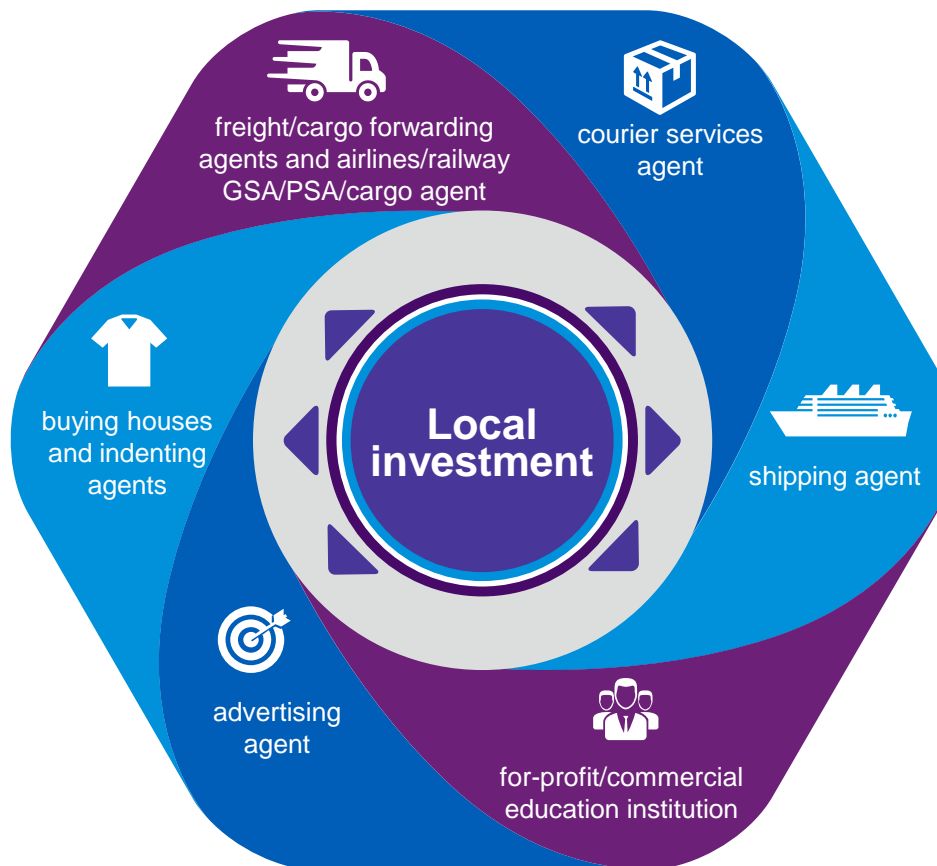 freight/cargo forwarding
agents and airlines/railway
GSA/PSA/cargo agent
courier services
agent
buying houses
and indenting
agents
Local
investment
shipping agent
advertising
agent
for-profit/commercial
education institution